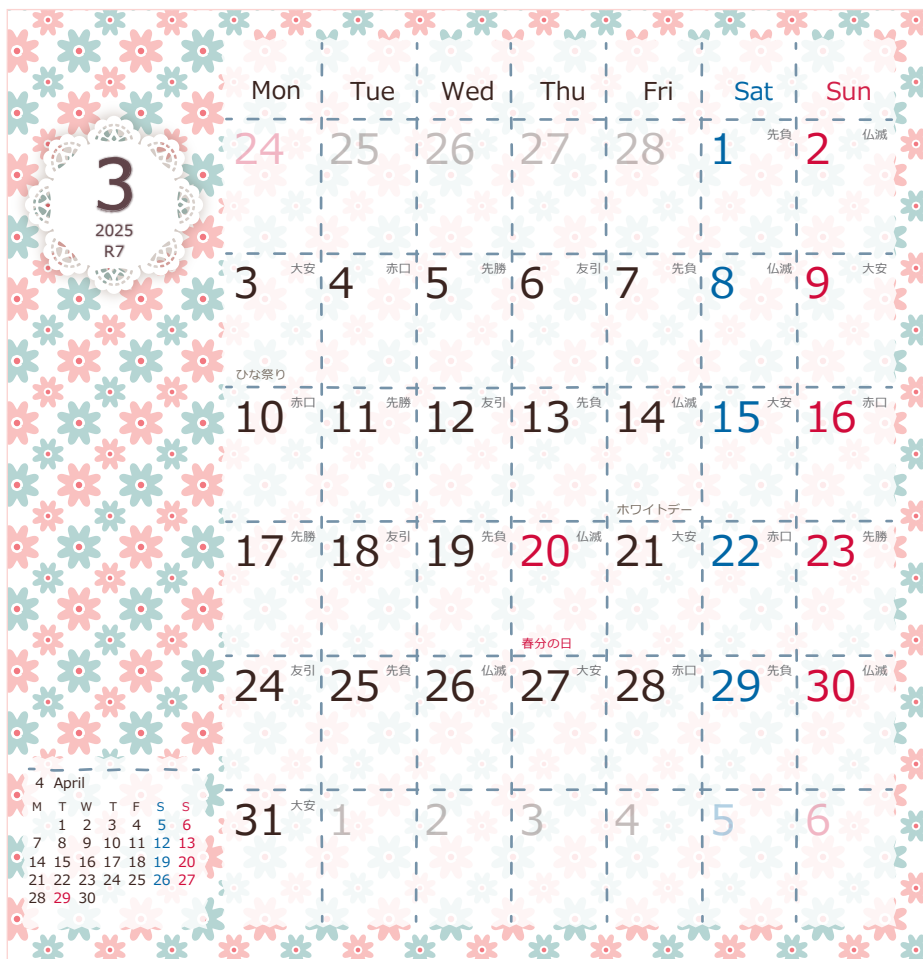 3
2025
R7
Mon Tue Wed Thu Fri Sat Sun
24 25 26 27 28 1 先負 2 仏滅
3 大安 4 赤口 5 先勝 6 友引 7 先負 8 仏滅 9 大安
ひな祭り
10 赤口 11 先勝 12 友引 13 先負 14 仏滅 15 大安 16 赤口
ホワイトデー
17 先勝 18 友引 19 先負 20 仏滅 21 大安 22 赤口 23 先勝
春分の日
24 友引 25 先負 26 仏滅 27 大安 28 赤口 29 先負 30 仏滅
31 大安 1 2 3 4 5 6
4 April
M T W T F S S
1 2 3 4 5 6
7 8 9 10 11 12 13
14 15 16 17 18 19 20
21 22 23 24 25 26 27
28 29 30